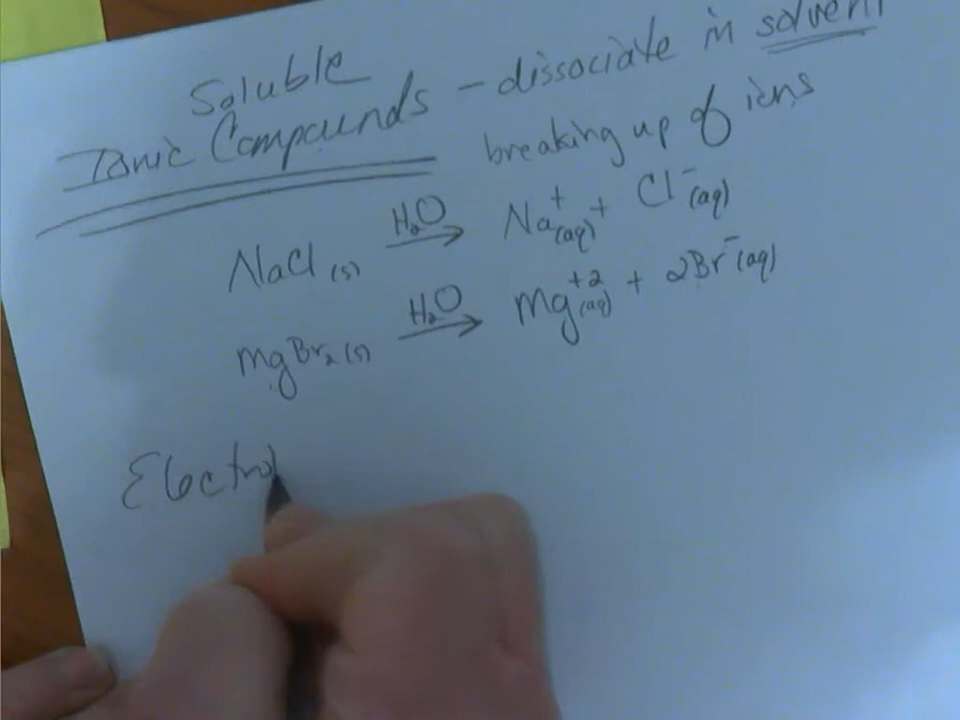 Soluble
Ionic Compounds - dissociate in solvent
breaking up of ions
NaCl (s) H₂O → Na⁺(aq) + Cl⁻(aq)
MgBr₂(s) H₂O → Mg⁺²(aq) + 2Br⁻(aq)
Electrol